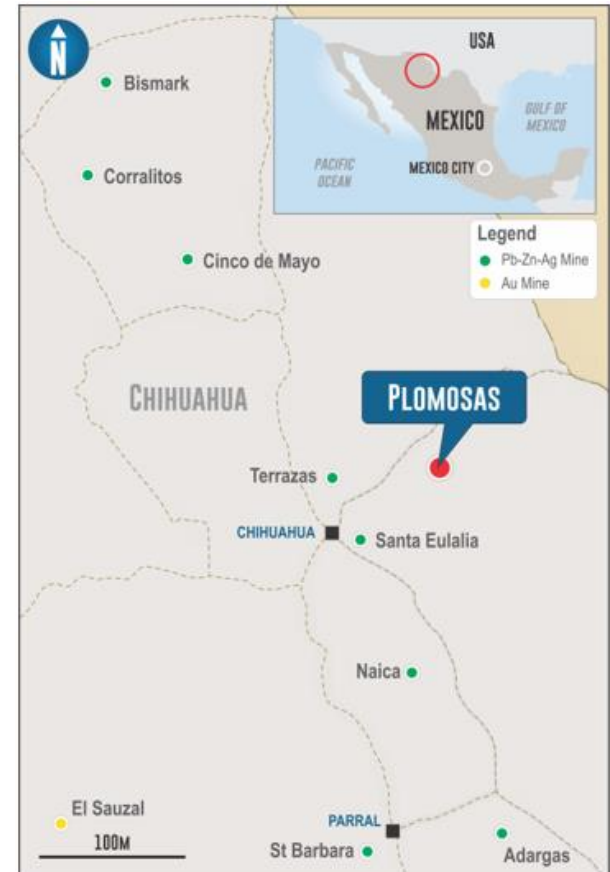 N
Bismark
Corralitos
Cinco de Mayo
USA
GULF OF
MEXICO
MEXICO
PACIFIC
OCEAN
MEXICO CITY
Legend
Pb-Zn-Ag Mine
Au Mine
CHIHUAHUA
PLOMOSAS
Terrazas
CHIHUAHUA
Santa Eulalia
Naica
El Sauzal
100M
PARRAL
St Barbara
Adargas